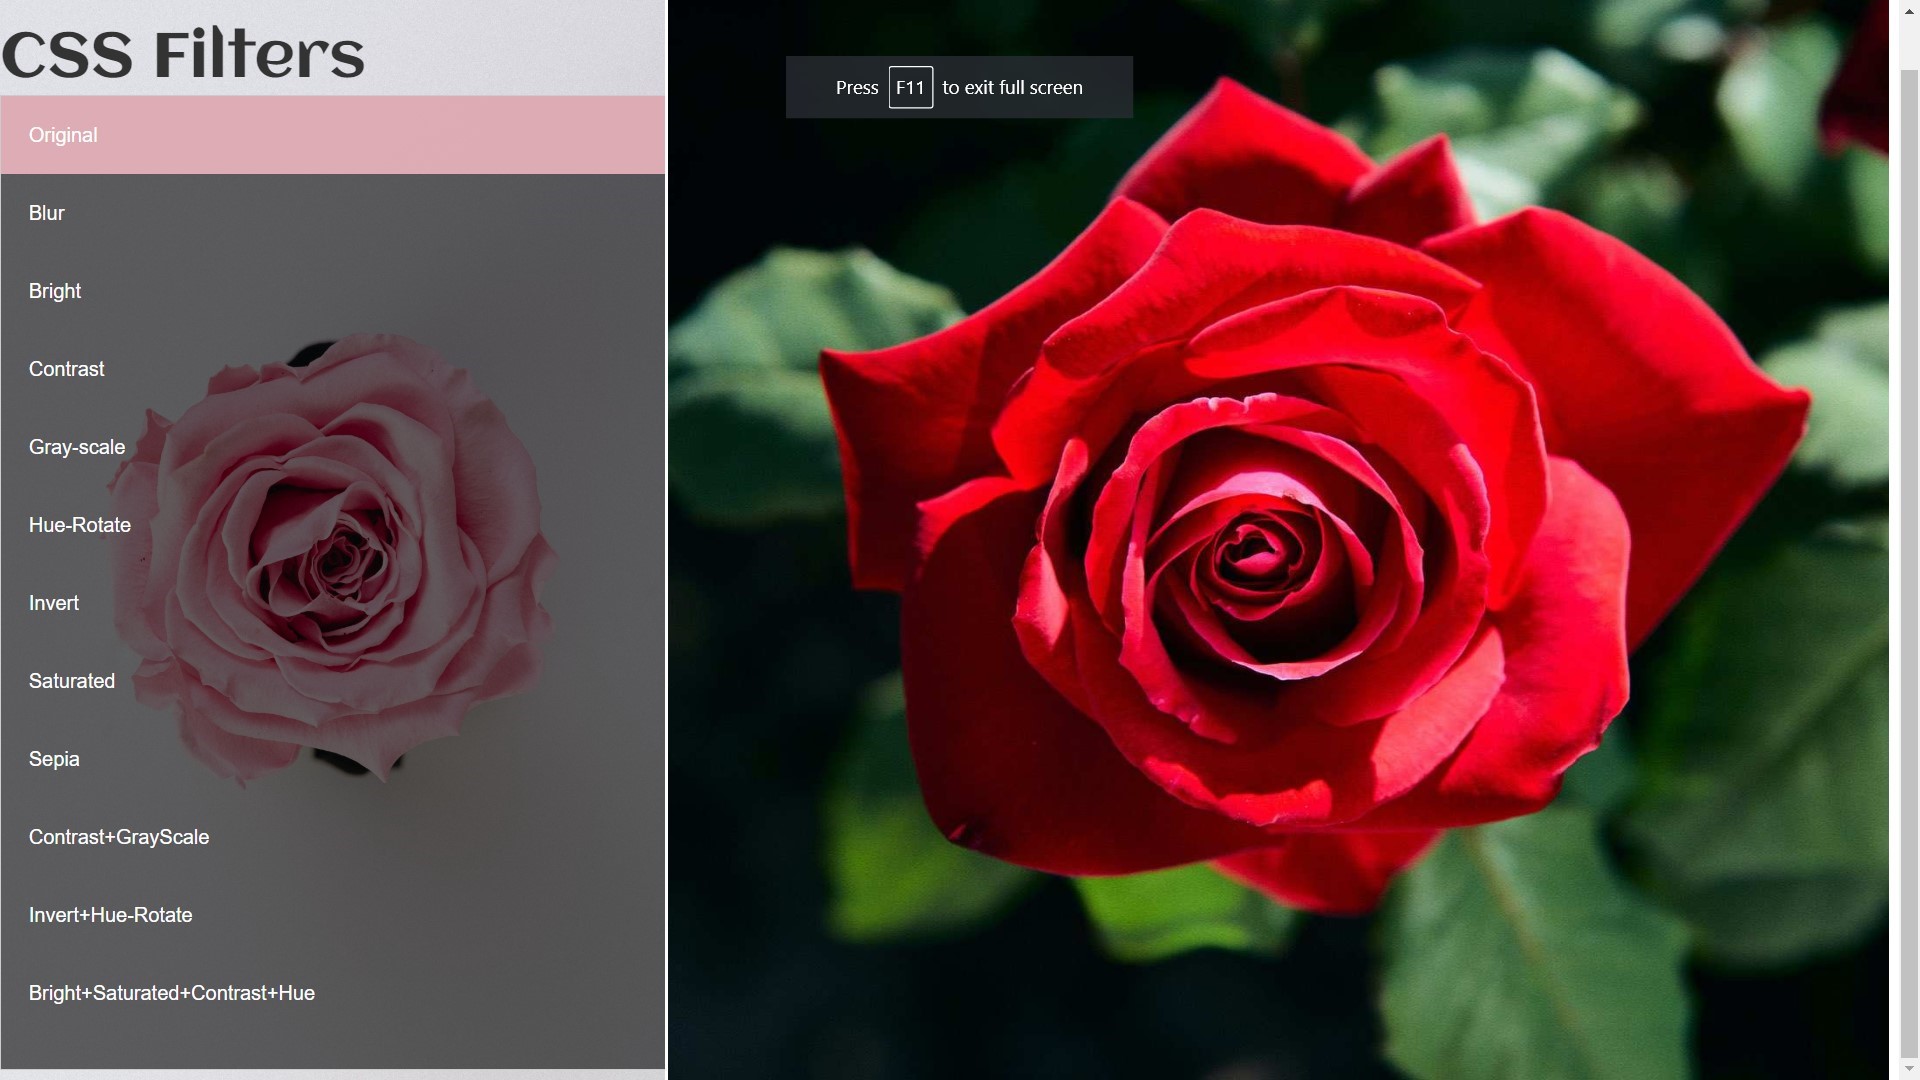 CSS Filters
Press F11 to exit full screen
Original
Blur
Bright
Contrast
Gray-scale
Hue-Rotate
Invert
Saturated
Sepia
Contrast+GrayScale
Invert+Hue-Rotate
Bright+Saturated+Contrast+Hue